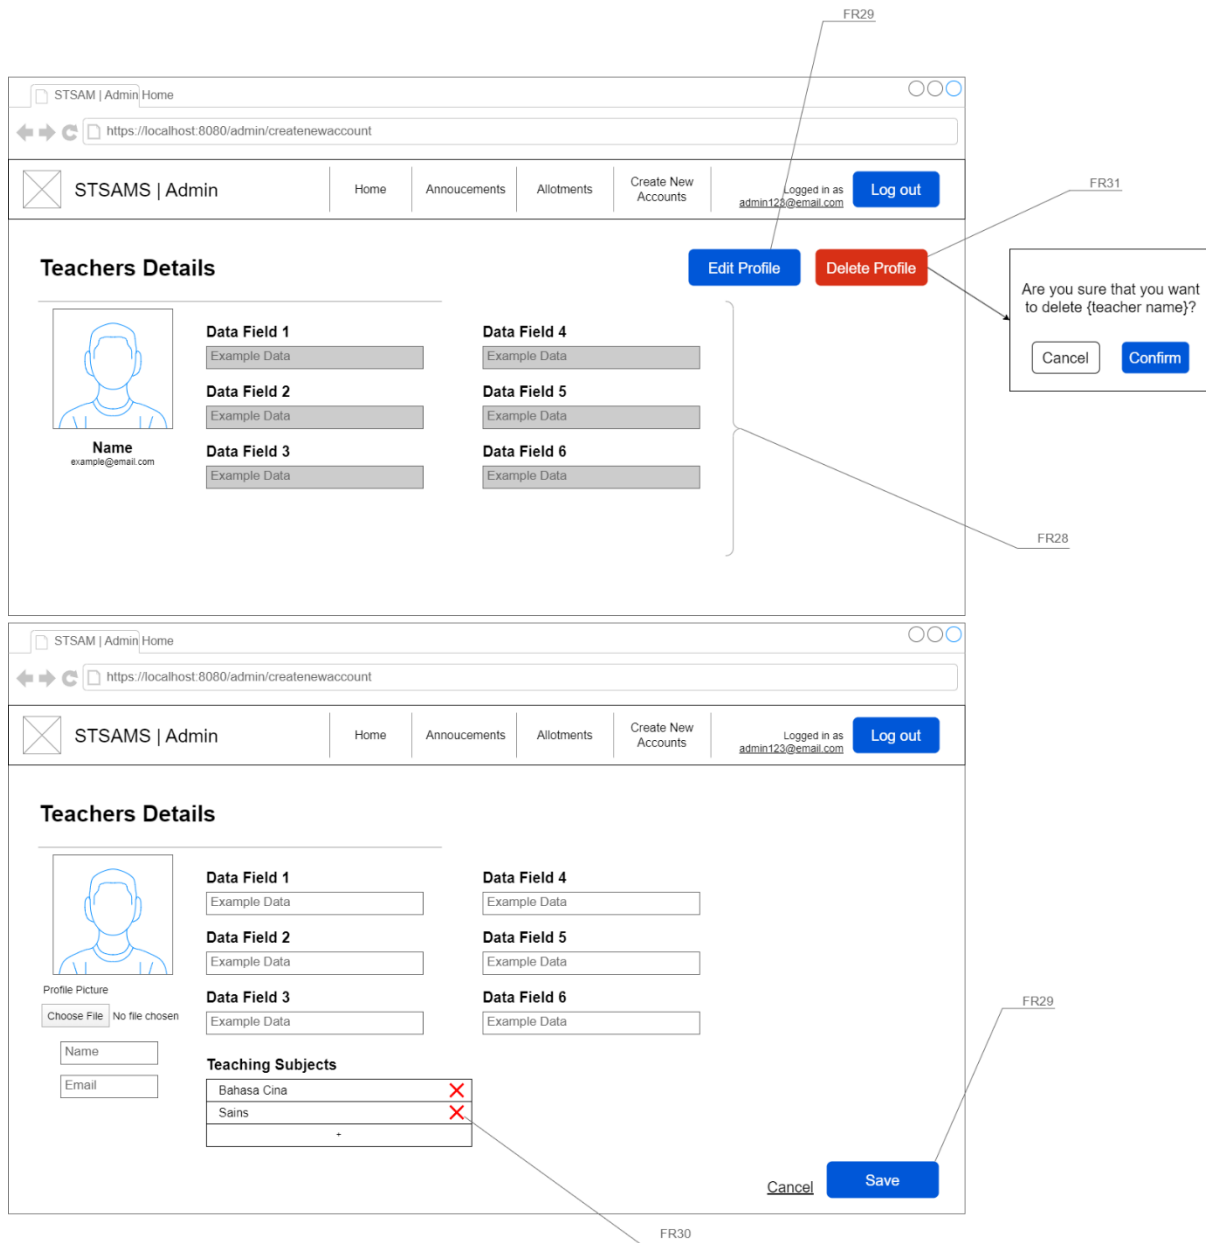 FR29
STSAM | Admin Home
https://localhost:8080/admin/createnewaccount
STSAMS | Admin
Home
Annoucements
Allotments
Create New
Accounts
Logged in as
admin123@email.com
Log out
FR31
Teachers Details
Edit Profile
Delete Profile
Are you sure that you want
to delete {teacher name}?
Cancel
Confirm
Data Field 1
Example Data
Data Field 4
Example Data
Data Field 2
Example Data
Data Field 5
Example Data
Name
example@email.com
Data Field 3
Example Data
Data Field 6
Example Data
FR28
STSAM | Admin Home
https://localhost:8080/admin/createnewaccount
STSAMS | Admin
Home
Annoucements
Allotments
Create New
Accounts
Logged in as
admin123@email.com
Log out
Teachers Details
Data Field 1
Example Data
Data Field 4
Example Data
Data Field 2
Example Data
Data Field 5
Example Data
Profile Picture
Choose File No file chosen
Name
Email
Data Field 3
Example Data
Data Field 6
Example Data
FR29
Teaching Subjects
Bahasa Cina
Sains
+
Cancel
Save
FR30